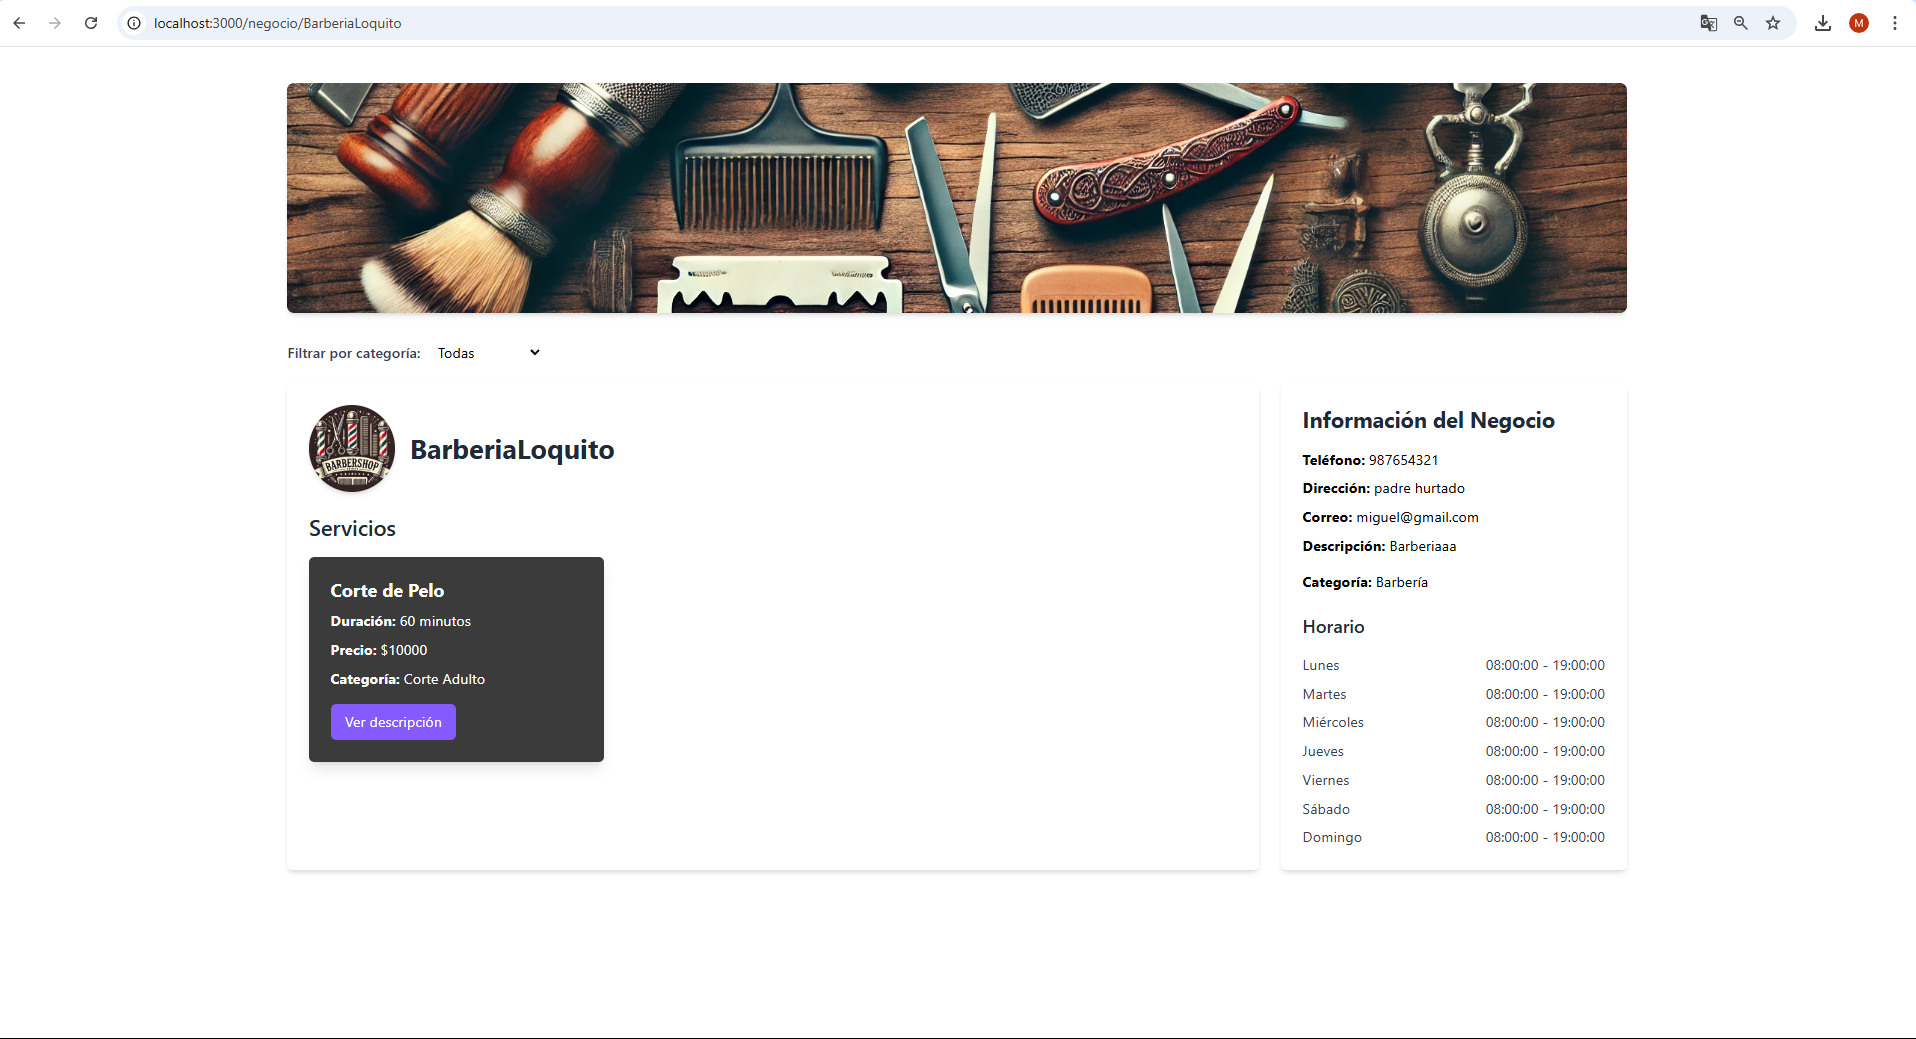 localhost:3000/negocio/BarberiaLoquito
M
Filtrar por categoría: Todas
BARBERSHOP
BarberiaLoquito
Servicios
Corte de Pelo
Duración: 60 minutos
Precio: $10000
Categoría: Corte Adulto
Ver descripción
Información del Negocio
Teléfono: 987654321
Dirección: padre hurtado
Correo: miguel@gmail.com
Descripción: Barberiaaa
Categoría: Barbería
Horario
Lunes 08:00:00 - 19:00:00
Martes 08:00:00 - 19:00:00
Miércoles 08:00:00 - 19:00:00
Jueves 08:00:00 - 19:00:00
Viernes 08:00:00 - 19:00:00
Sábado 08:00:00 - 19:00:00
Domingo 08:00:00 - 19:00:00